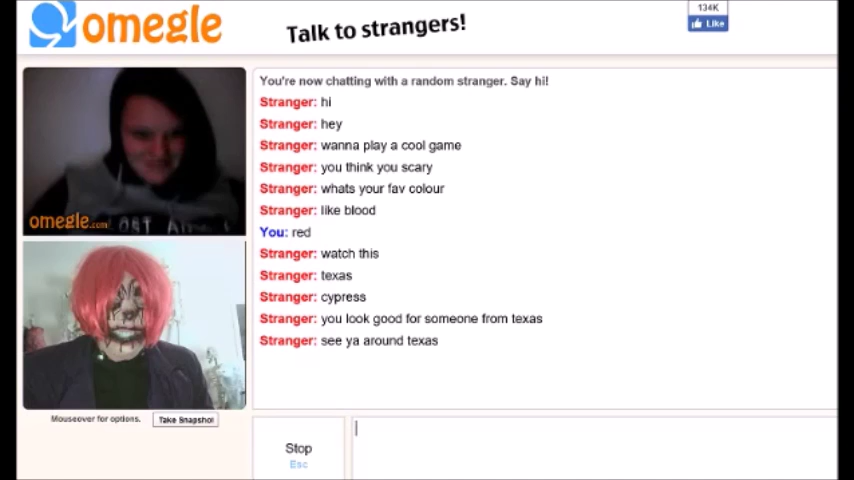 omegle
Talk to strangers!
134K
Like
You're now chatting with a random stranger. Say hi!
Stranger: hi
Stranger: hey
Stranger: wanna play a cool game
Stranger: you think you scary
Stranger: whats your fav colour
Stranger: like blood
You: red
Stranger: watch this
Stranger: texas
Stranger: cypress
Stranger: you look good for someone from texas
Stranger: see ya around texas
omegle.com
Mouseover for options.
Take Snapshot
Stop
Esc